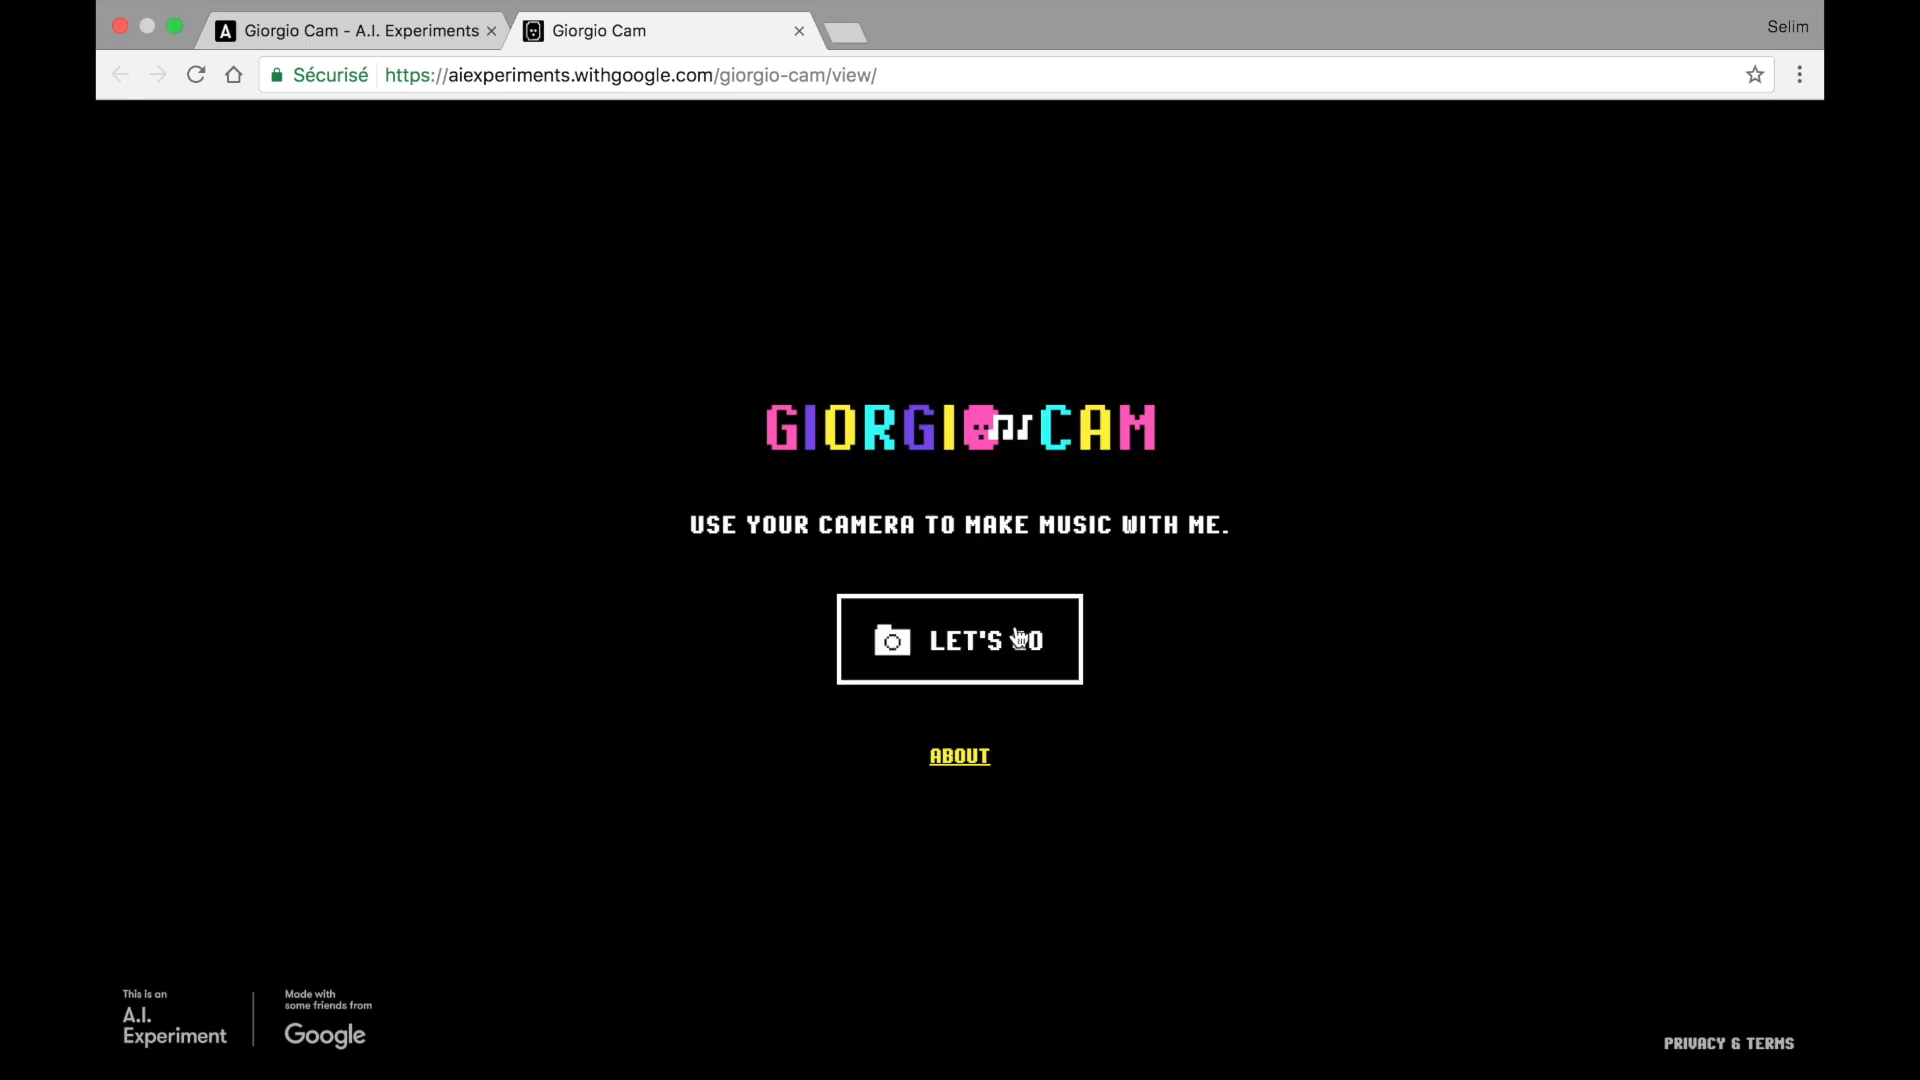 Giorgio Cam - A.I. Experiments
Giorgio Cam
Selim
Sécurisé
https://aiexperiments.withgoogle.com/giorgio-cam/view/
GIORGIO CAM
USE YOUR CAMERA TO MAKE MUSIC WITH ME.
LET'S GO
ABOUT
This is an
A.I.
Experiment
Made with
some friends from
Google
PRIVACY & TERMS